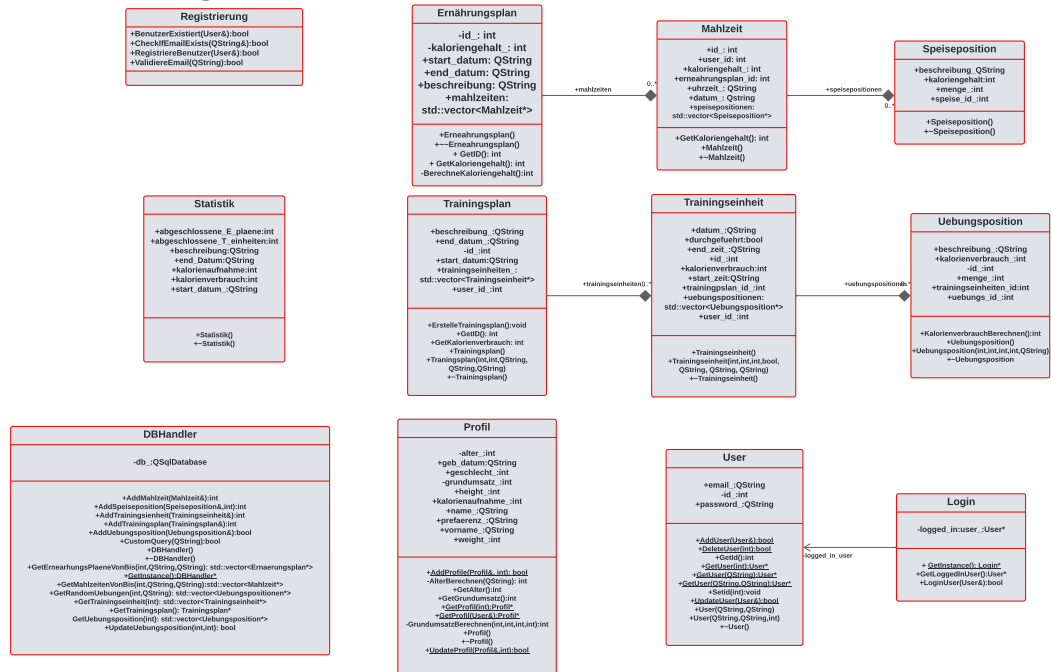 Registrierung
+BenutzerExistiert(User&):bool
+CheckIfEmailExists(QString&):bool
+RegistriereBenutzer(User&):bool
+ValidiereEmail(QString):bool
Ernährungsplan
-id_: int
-kaloriengehalt_: int
+start_datum: QString
+end_datum: QString
+beschreibung: QString
+mahlzeiten:
std::vector<Mahlzeit*>
+Ernaehrungsplan()
+~~Ernaehrungsplan()
+ GetID(): int
+ GetKaloriengehalt(): int
-BerechneKaloriengehalt():int
+mahlzeiten
0..*
Mahlzeit
+id_: int
+user_id: int
+kaloriengehalt_: int
+ernaehrungsplan_id: int
+uhrzeit_: QString
+datum_: Qstring
+speisepositionen:
std::vector<Speiseposition*>
+GetKaloriengehalt(): int
+Mahlzeit()
+~Mahlzeit()
+speisepositionen
0..*
Speiseposition
+beschreibung_QString
+kaloriengehalt:int
+menge_:int
+speise_id_:int
+Speiseposition()
+~Speiseposition()
Statistik
+abgeschlossene_E_plaene:int
+abgeschlossene_T_einheiten:int
+beschreibung:QString
+end_Datum:QString
+kalorienaufnahme:int
+kalorienverbrauch:int
+start_datum_:QString
+Statistik()
+~Statistik()
Trainingsplan
+beschreibung_:QString
+end_datum_:QString
-id_:int
+start_datum:QString
+trainingseinheiten_:
std::vector<Trainingseinheit*>
+user_id_:int
+ErstelleTrainingsplan():void
+GetID(): int
+GetKalorienverbrauch: int
+Trainingsplan()
+Traningsplan(int,int,QString,
QString,QString)
+~Trainingsplan()
+trainingseinheiten
0..*
Trainingseinheit
+datum_:QString
+durchgefuehrt:bool
+end_zeit_:QString
+id_:int
+kalorienverbrauch:int
+start_zeit:QString
+trainingsplan_id_:int
+uebungspositionen:
std::vector<Uebungsposition*>
+user_id_:int
+Trainingseinheit()
+Trainingseinheit(int,int,int,bool,
QString, QString, QString)
+~Trainingseinheit()
+uebungspositionen
Uebungsposition
+beschreibung_:QString
+kalorienverbrauch_:int
-id_:int
+menge_:int
+trainingseinheiten_id:int
+uebungs_id_:int
+KalorienverbrauchBerechnen():int
+Uebungsposition()
+Uebungsposition(int,int,int,int,QString)
+~Uebungsposition
DBHandler
-db_:QSqlDatabase
+AddMahlzeit(Mahlzeit&):int
+AddSpeiseposition(Speiseposition&,int):int
+AddTrainingsienheit(Trainingseinheit&):int
+AddTrainingsplan(Trainingsplan&):int
+AddUebungsposition(Uebungsposition&):bool
+CustomQuery(QString):bool
+DBHandler()
+~DBHandler()
+GetErnearhungsPlaeneVonBis(int,QString,QString): std::vector<Ernaerungsplan*>
+GetInstance():DBHandler*
+GetMahlzeitenVonBis(int,QString,QString):std::vector<Mahlzeit*>
+GetRandomUebungen(int,QString): std::vector<Uebungspositionen*>
+GetTrainingseinheit(int): std::vector<Trainingseinheit*>
+GetTrainingsplan(): Trainingsplan*
GetUebungsposition(int): std::vector<Uebungsposition*>
+UpdateUebungsposition(int,int): bool
Profil
-alter_:int
+geb_datum:QString
+geschlecht_:int
-grundumsatz_:int
+height_:int
+kalorienaufnahme_:int
+name_:QString
+prefaerenz_:QString
+vorname_:QString
+weight_:int
+AddProfile(Profil&, int): bool
-AlterBerechnen(QString): int
+GetAlter():int
+GetGrundumsatz():int
+GetProfil(int):Profil*
+GetProfil(User&):Profil*
-GrundumsatzBerechnen(int,int,int,int):int
+Profil()
+~Profil()
+UpdateProfil(Profil&,int):bool
User
+email_:QString
-id_:int
+password_:QString
+AddUser(User&):bool
+DeleteUser(int):bool
+GetId():int
+GetUser(int):User*
+GetUser(QString):User*
+GetUser(QString,QString):User*
+Setid(int):void
+UpdateUser(User&):bool
+User(QString,QString)
+User(QString,QString,int)
+~User()
-logged_in_user
Login
-logged_in:user_:User*
+ GetInstance(): Login*
+GetLoggedInUser():User*
+LoginUser(User&):bool